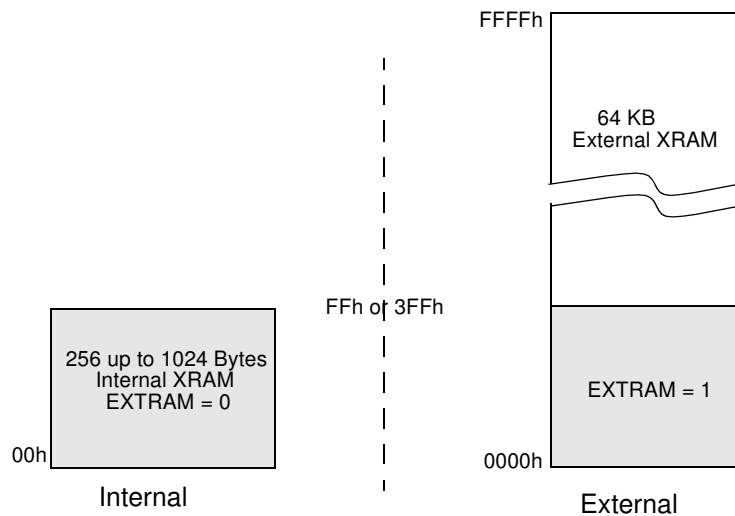 FFFFh
64 KB
External XRAM
FFh or 3FFh
256 up to 1024 Bytes
Internal XRAM
EXTRAM = 0
EXTRAM = 1
00h
0000h
Internal
External